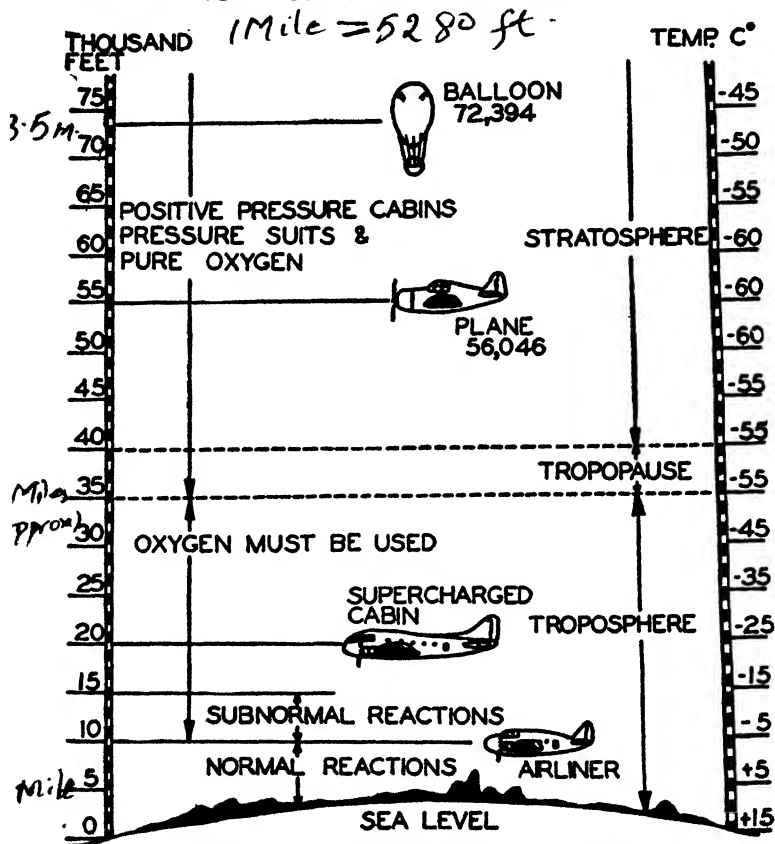 1 Mile = 5280 ft.
THOUSAND FEET
TEMP. C°
75
BALLOON
72,394
-45
3.5 M.
70
-50
65
-55
POSITIVE PRESSURE CABINS
PRESSURE SUITS &
PURE OXYGEN
STRATOSPHERE
60
-60
55
-60
PLANE
56,046
50
-60
45
-55
40
-55
TROPOPAUSE
Miles
35
-55
30
OXYGEN MUST BE USED
-45
25
-35
SUPERCHARGED
CABIN
TROPOSPHERE
20
-25
15
-15
SUBNORMAL REACTIONS
10
-5
NORMAL REACTIONS
AIRLINER
Mile
5
+5
SEA LEVEL
0
+15